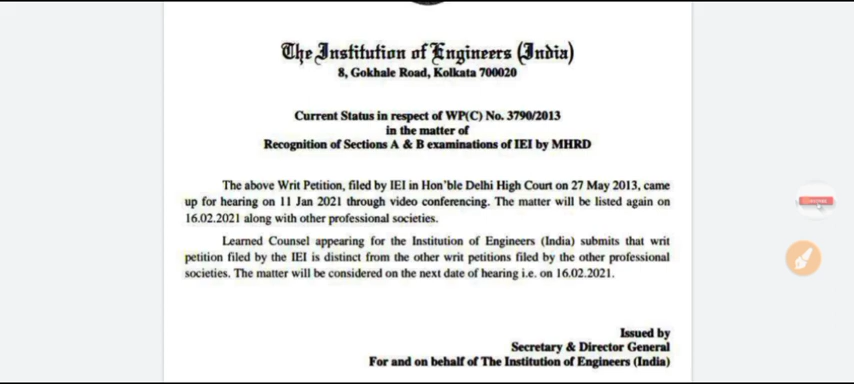 The Institution of Engineers (India)
8, Gokhale Road, Kolkata 700020
Current Status in respect of WP(C) No. 3790/2013
in the matter of
Recognition of Sections A & B examinations of IEI by MHRD
The above Writ Petition, filed by IEI in Hon'ble Delhi High Court on 27 May 2013, came
up for hearing on 11 Jan 2021 through video conferencing. The matter will be listed again on
16.02.2021 along with other professional societies.
Learned Counsel appearing for the Institution of Engineers (India) submits that writ
petition filed by the IEI is distinct from the other writ petitions filed by the other professional
societies. The matter will be considered on the next date of hearing i.e. on 16.02.2021.
Issued by
Secretary & Director General
For and on behalf of The Institution of Engineers (India)